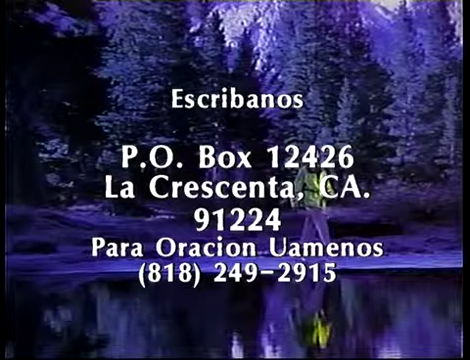 Escribanos
P.O. Box 12426
La Crescenta, CA.
91224
Para Oracion Uamenos
(818) 249-2915